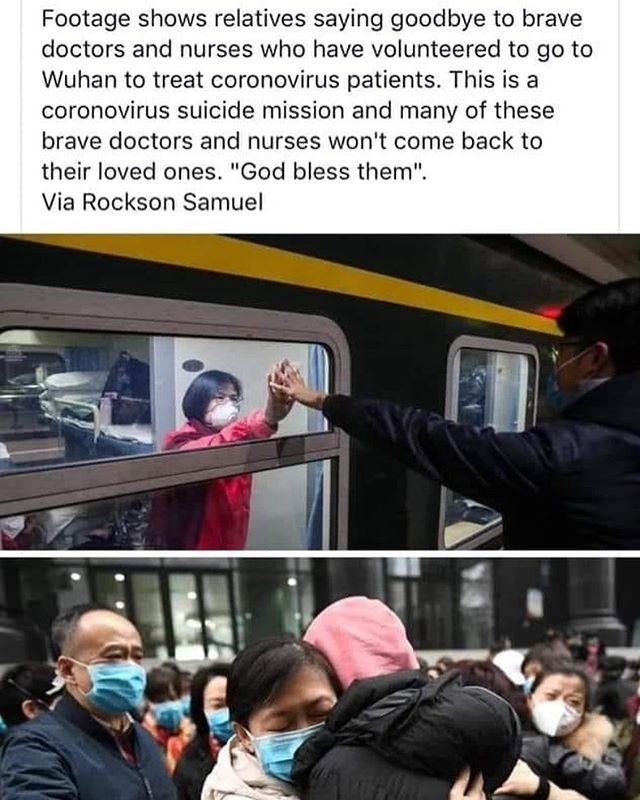 Footage shows relatives saying goodbye to brave
doctors and nurses who have volunteered to go to
Wuhan to treat coronovirus patients. This is a
coronovirus suicide mission and many of these
brave doctors and nurses won't come back to
their loved ones. "God bless them".
Via Rockson Samuel